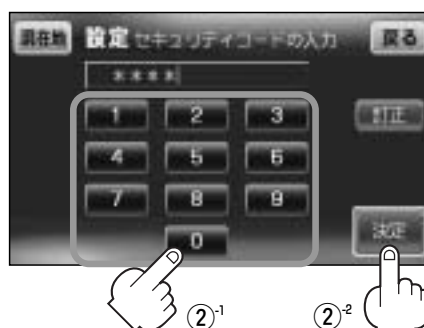 現在地 設定 セキュリティコードの入力 戻る
****
1 2 3 訂正
4 5 6
7 8 9
0 決定
②-1 ②-2